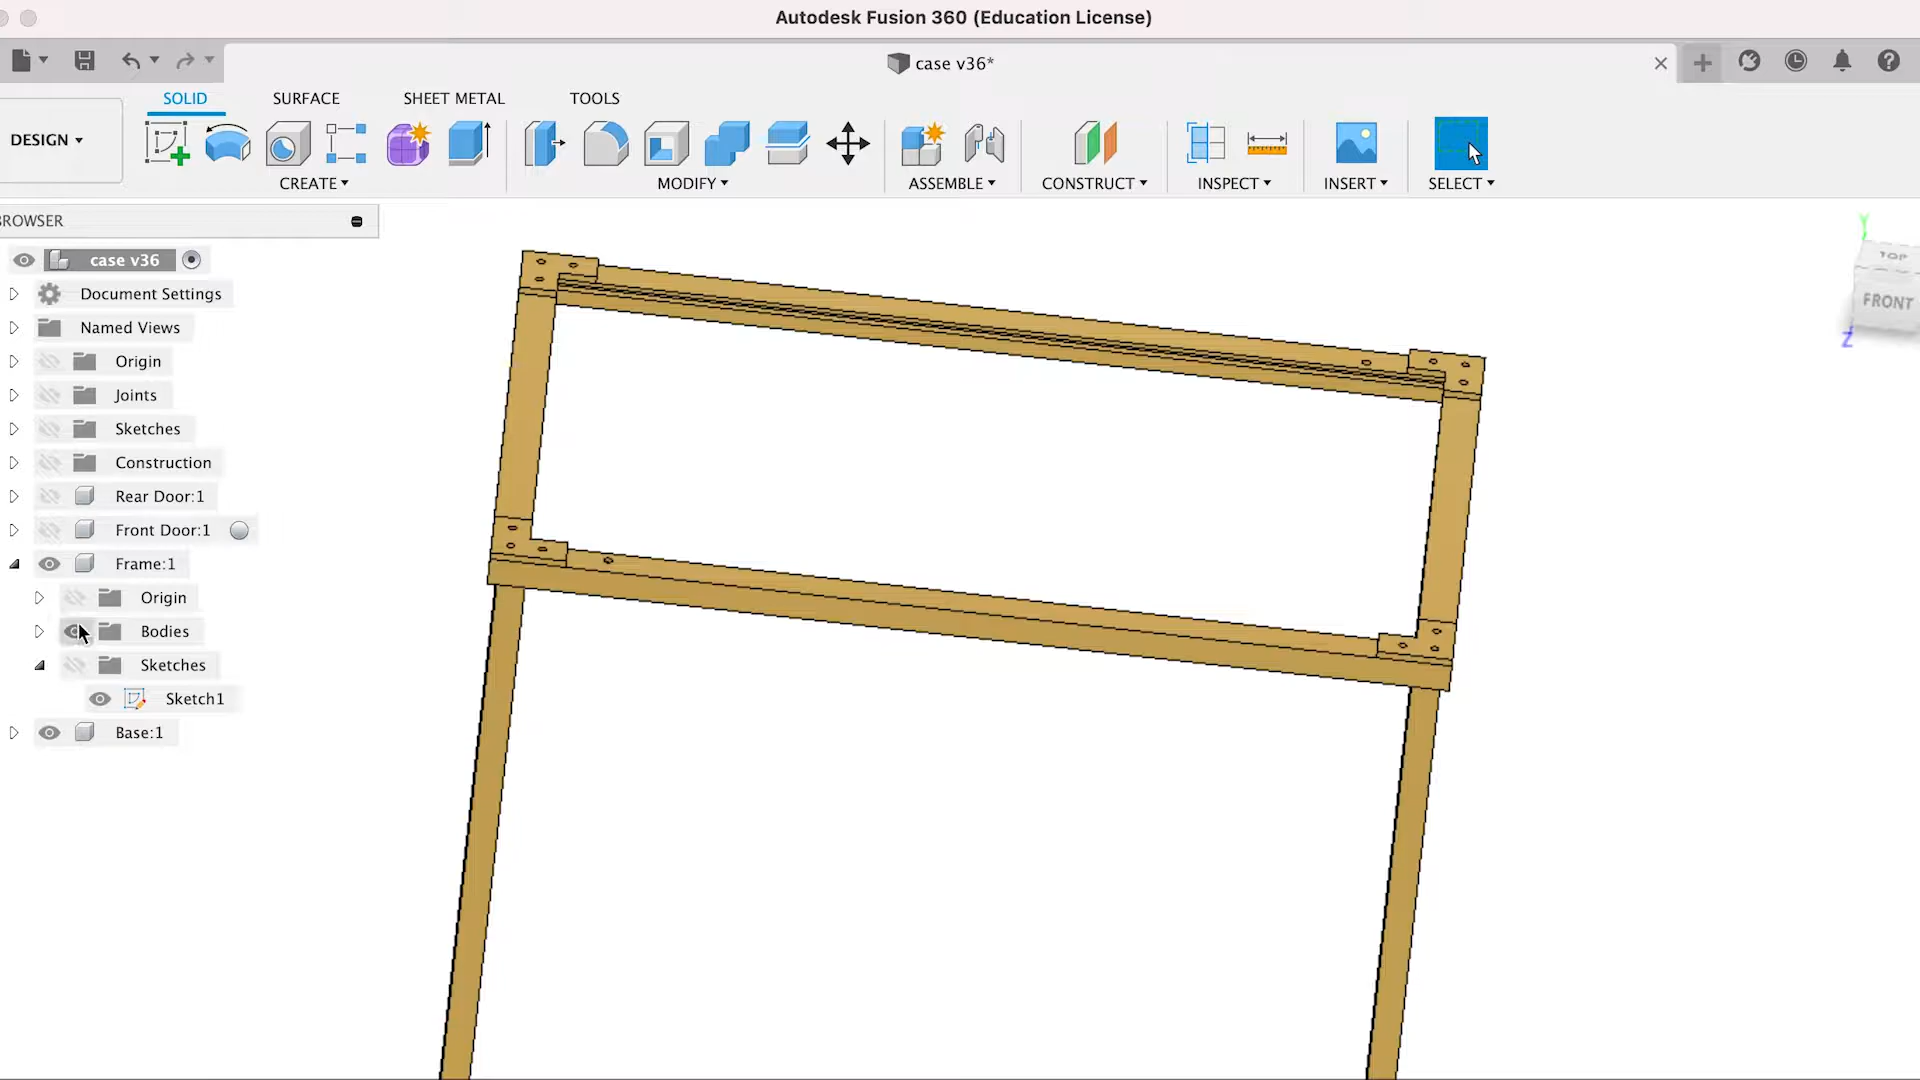 Autodesk Fusion 360 (Education License)
case v36*
SOLID
SURFACE
SHEET METAL
TOOLS
DESIGN
CREATE
MODIFY
ASSEMBLE
CONSTRUCT
INSPECT
INSERT
SELECT
BROWSER
case v36
Document Settings
Named Views
Origin
Joints
Sketches
Construction
Rear Door:1
Front Door:1
Frame:1
Origin
Bodies
Sketches
Sketch1
Base:1
Y
TOP
FRONT
Z